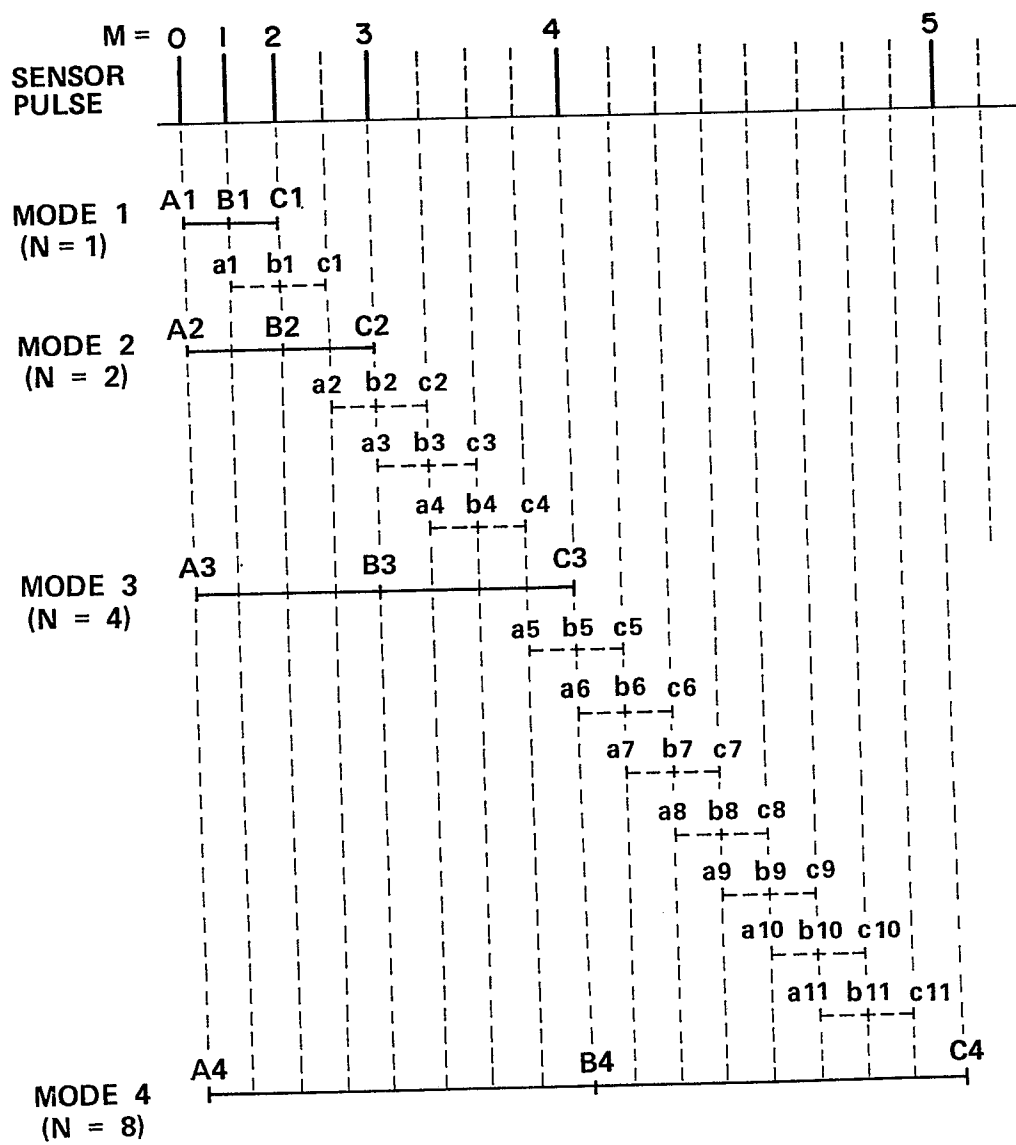 M = 0 1 2 3 4 5
SENSOR
PULSE
A1 B1 C1
MODE 1
(N = 1)
a1 b1 c1
A2 B2 C2
MODE 2
(N = 2)
a2 b2 c2
a3 b3 c3
a4 b4 c4
A3 B3 C3
MODE 3
(N = 4)
a5 b5 c5
a6 b6 c6
a7 b7 c7
a8 b8 c8
a9 b9 c9
a10 b10 c10
a11 b11 c11
A4 B4 C4
MODE 4
(N = 8)